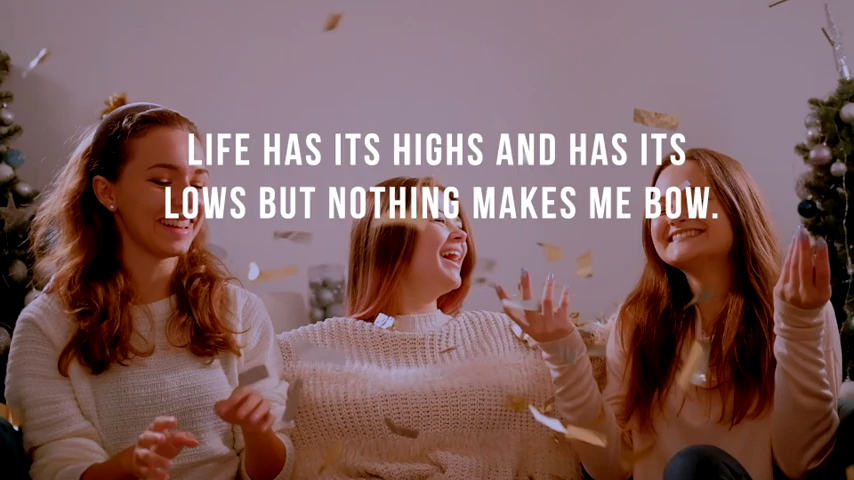 LIFE HAS ITS HIGHS AND HAS ITS
LOWS BUT NOTHING MAKES ME BOW.